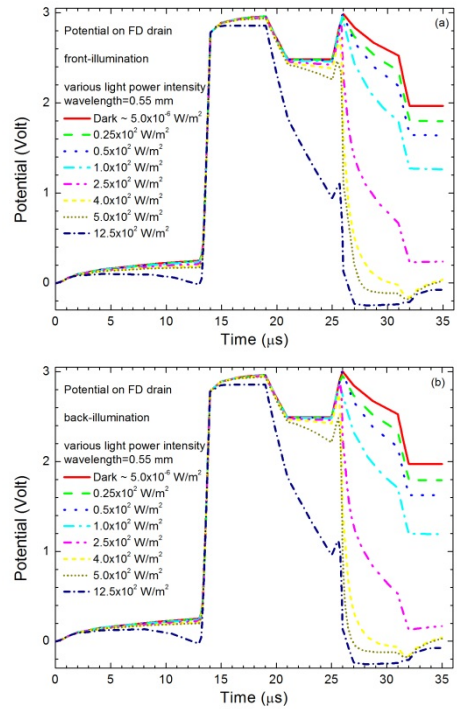 (a)
Potential on FD drain
front-illumination
various light power intensity
wavelength=0.55 mm
Dark ~ 5.0x10⁻⁶ W/m²
0.25x10² W/m²
0.5x10² W/m²
1.0x10² W/m²
2.5x10² W/m²
4.0x10² W/m²
5.0x10² W/m²
12.5x10² W/m²
Potential (Volt)
3
2
1
0
0 5 10 15 20 25 30 35
Time (μs)
(b)
Potential on FD drain
back-illumination
various light power intensity
wavelength=0.55 mm
Dark ~ 5.0x10⁻⁶ W/m²
0.25x10² W/m²
0.5x10² W/m²
1.0x10² W/m²
2.5x10² W/m²
4.0x10² W/m²
5.0x10² W/m²
12.5x10² W/m²
Potential (Volt)
3
2
1
0
0 5 10 15 20 25 30 35
Time (μs)